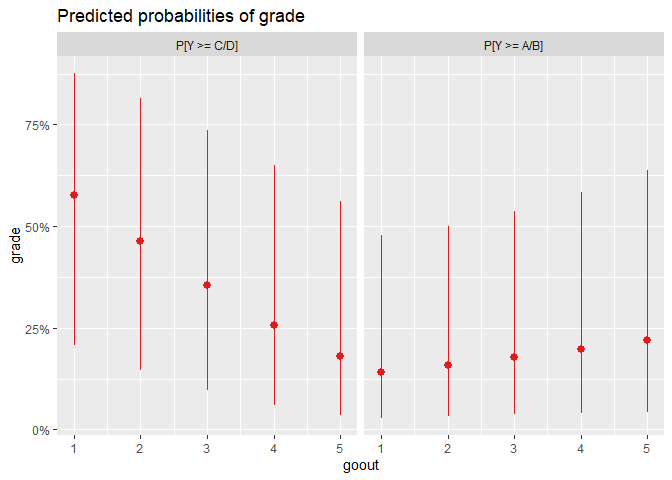 Predicted probabilities of grade
P[Y >= C/D]
P[Y >= A/B]
75%
50%
25%
0%
grade
1 2 3 4 5
1 2 3 4 5
goout